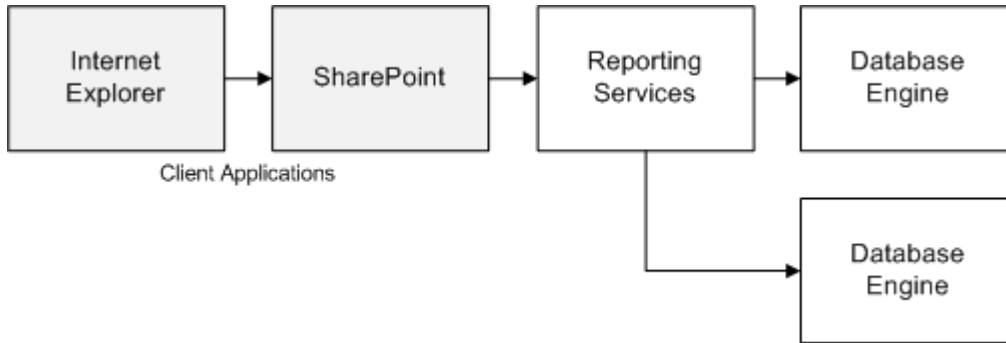 Internet
Explorer
SharePoint
Reporting
Services
Database
Engine
Client Applications
Database
Engine